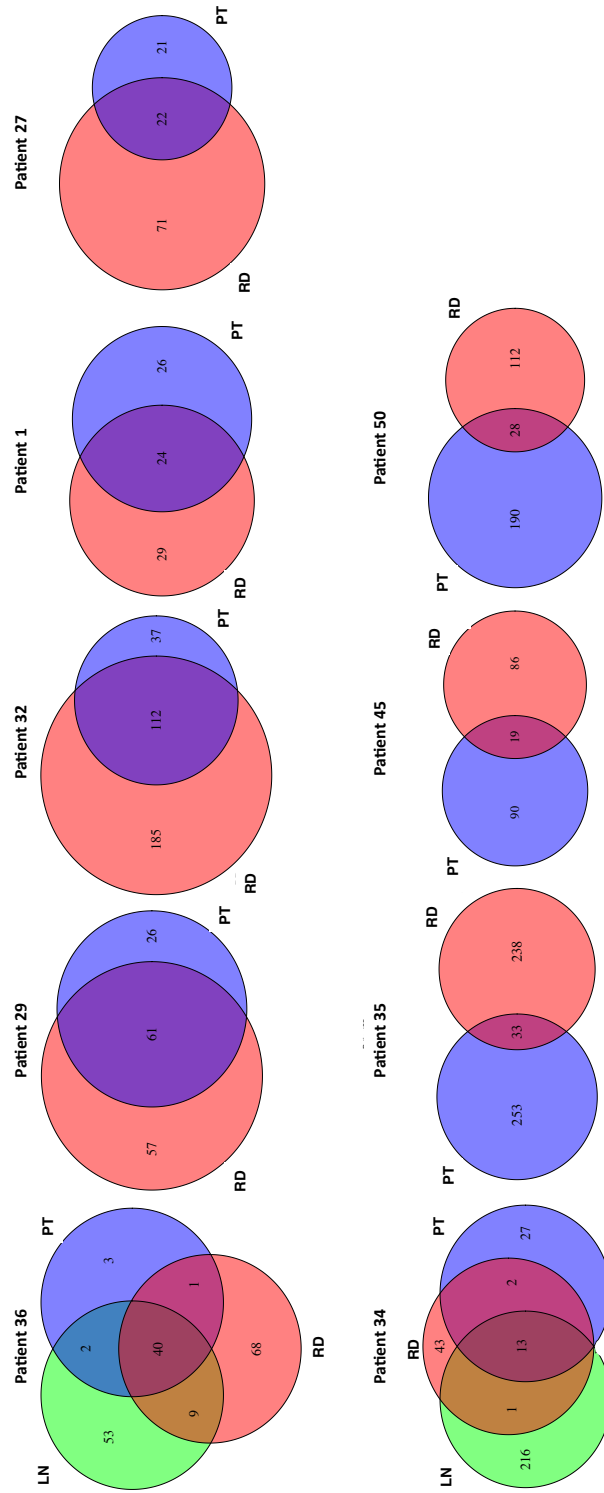 Patient 36
LN
PT
53
2
3
40
9
1
68
RD
Patient 29
57
61
26
RD
PT
Patient 32
185
112
37
RD
PT
Patient 1
29
24
26
RD
PT
Patient 27
71
22
21
RD
PT
Patient 34
LN
RD
PT
43
216
1
13
2
27
Patient 35
PT
RD
253
33
238
Patient 45
PT
RD
90
19
86
Patient 50
PT
RD
190
28
112